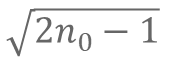 √(2n₀ − 1)